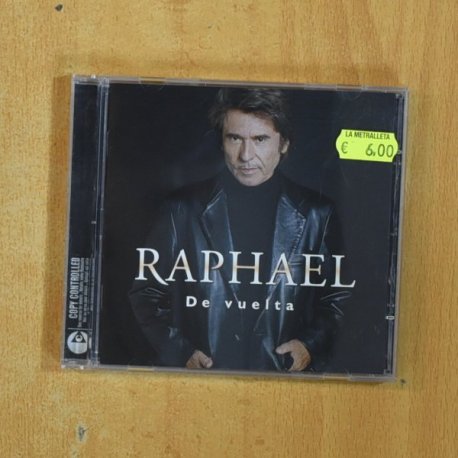 LA METRALLETA
€ 6,00
RAPHAEL
De vuelta
COPY CONTROLLED